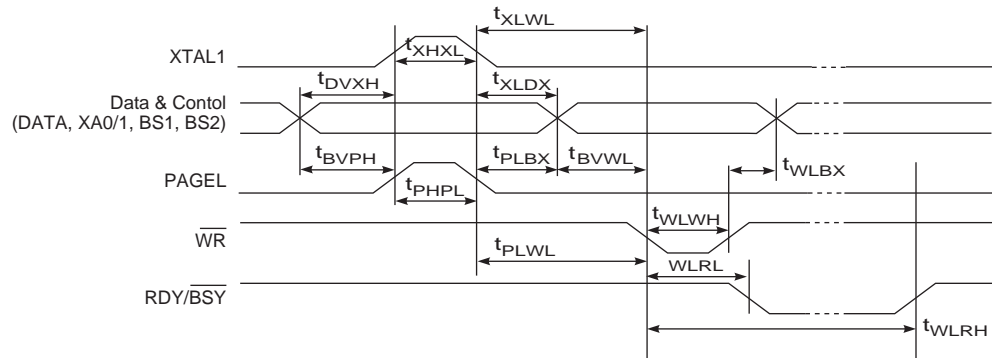 tXLWL
XTAL1
tXHXL
tDVXH
tXLDX
Data & Contol
(DATA, XA0/1, BS1, BS2)
tBVPH
tPLBX
tBVWL
tWLBX
PAGEL
tPHPL
tWLWH
WR
tPLWL
WLRL
RDY/BSY
tWLRH